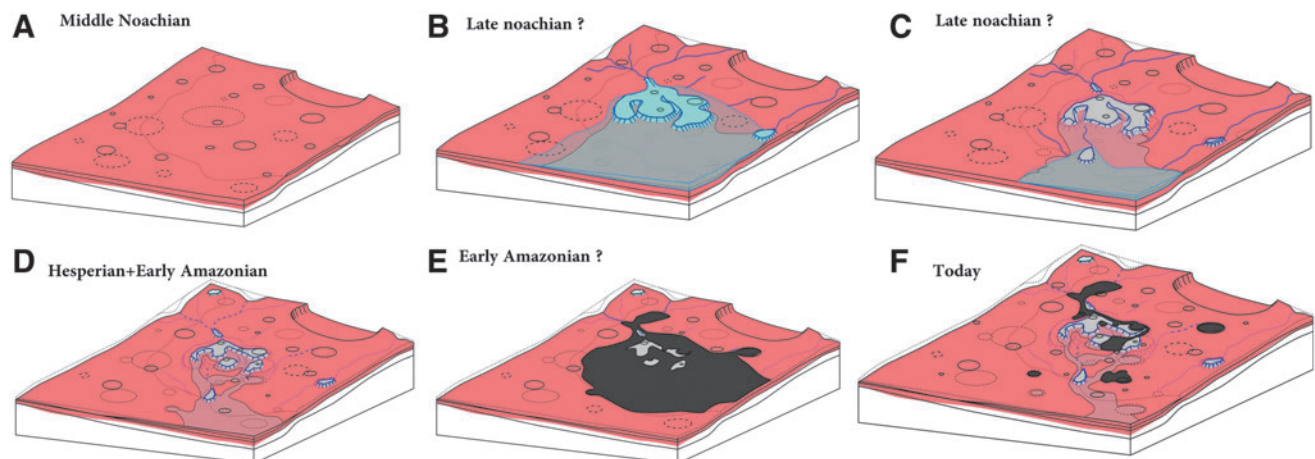 A Middle Noachian
B Late noachian ?
C Late noachian ?
D Hesperian+Early Amazonian
E Early Amazonian ?
F Today